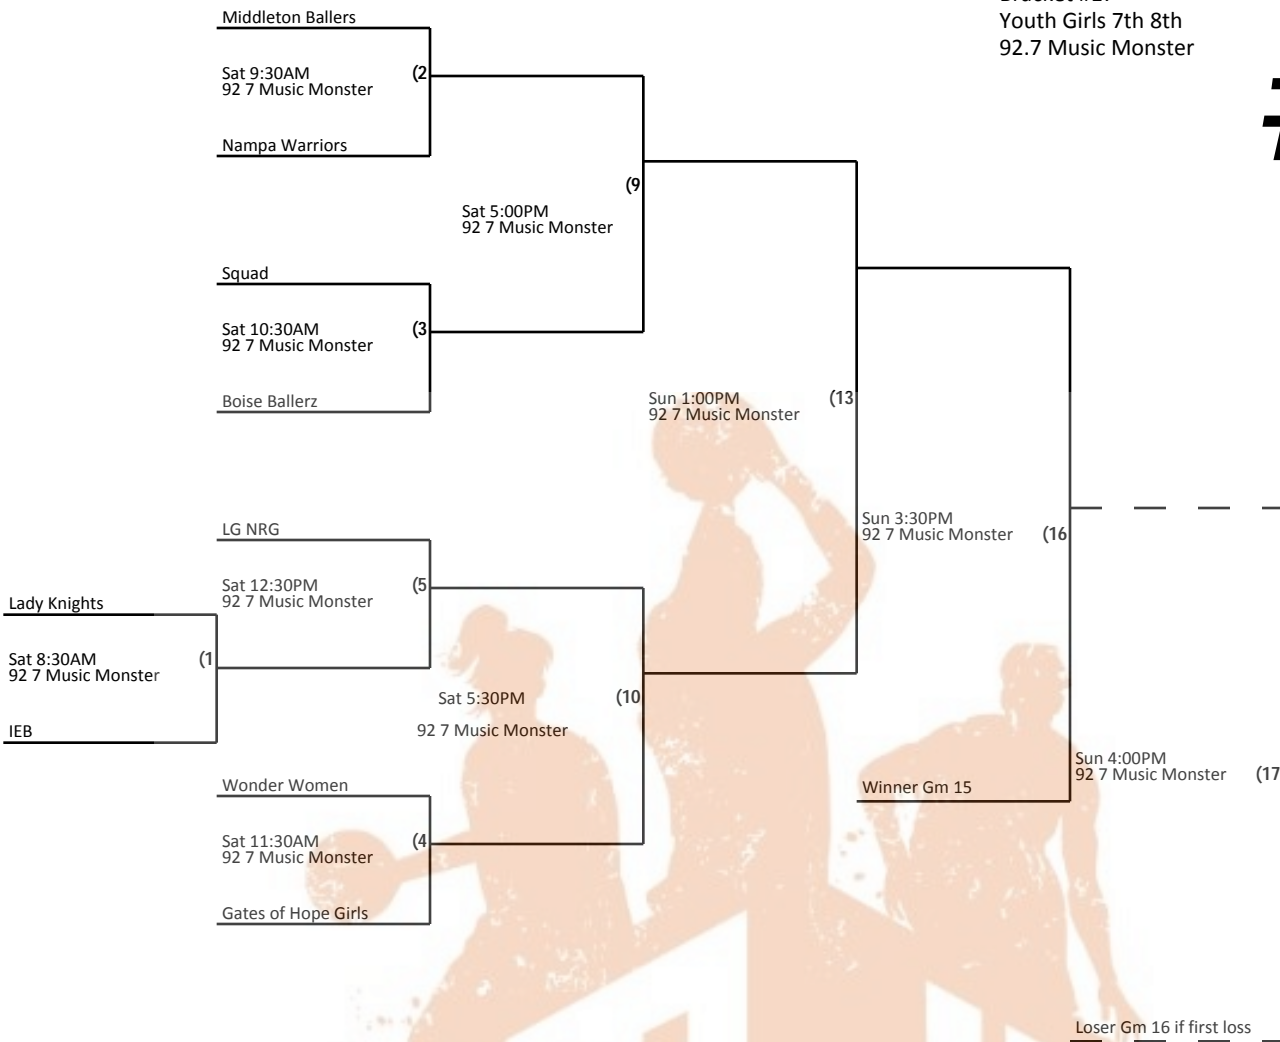 Youth Girls 7th 8th
92.7 Music Monster
Middleton Ballers
Sat 9:30AM
(2
92 7 Music Monster
Nampa Warriors
(9
Sat 5:00PM
92 7 Music Monster
Squad
Sat 10:30AM
(3
92 7 Music Monster
Boise Ballerz
Sun 1:00PM
(13
92 7 Music Monster
LG NRG
Sat 12:30PM
(5
92 7 Music Monster
Sun 3:30PM
92 7 Music Monster
(16
Lady Knights
Sat 8:30AM
(1
92 7 Music Monster
IEB
Sat 5:30PM
(10
92 7 Music Monster
Wonder Women
Sat 11:30AM
(4
92 7 Music Monster
Gates of Hope Girls
Winner Gm 15
Sun 4:00PM
92 7 Music Monster
(17
Loser Gm 16 if first loss